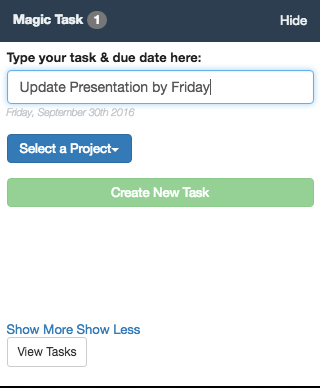 Magic Task 1 Hide
Type your task & due date here:
Update Presentation by Friday
Friday, September 30th 2016
Select a Project
Create New Task
Show More Show Less
View Tasks